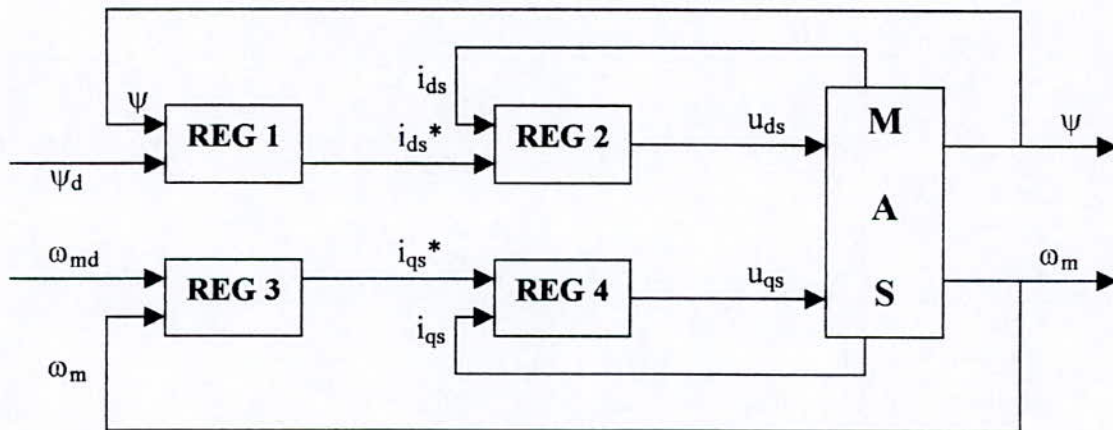 i_ds
ψ
REG 1
i_ds*
REG 2
u_ds
M
ψ
ψ_d
A
ω_md
REG 3
i_qs*
REG 4
u_qs
S
ω_m
i_qs
ω_m